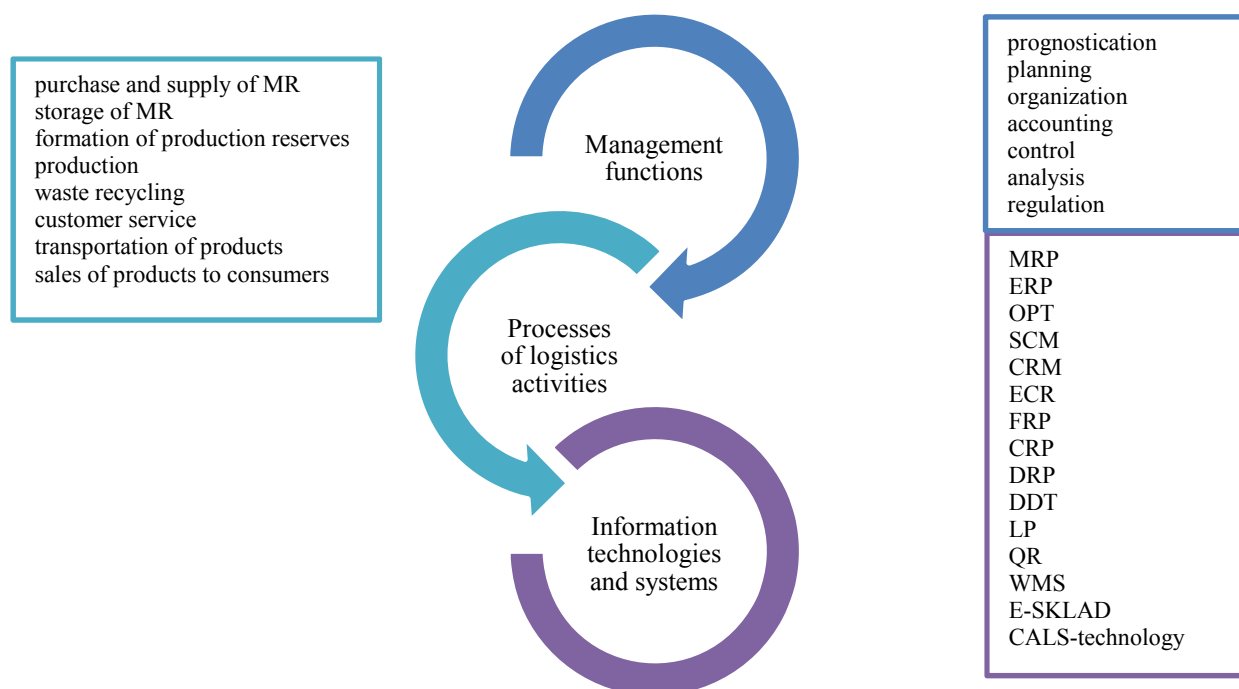 purchase and supply of MR
storage of MR
formation of production reserves
production
waste recycling
customer service
transportation of products
sales of products to consumers
Management
functions
Processes
of logistics
activities
Information
technologies
and systems
prognostication
planning
organization
accounting
control
analysis
regulation
MRP
ERP
OPT
SCM
CRM
ECR
FRP
CRP
DRP
DDT
LP
QR
WMS
E-SKLAD
CALS-technology